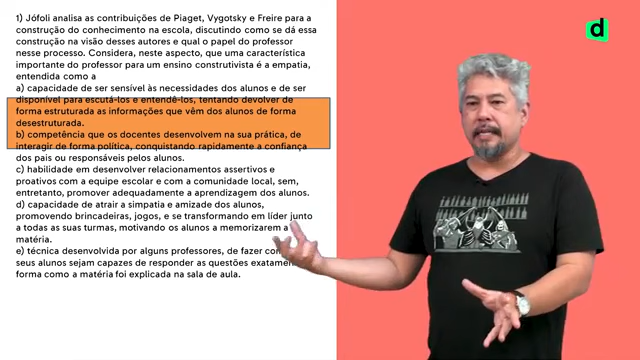 1) Jófoli analisa as contribuições de Piaget, Vygotsky e Freire para a
construção do conhecimento na escola, discutindo como se dá essa
construção na visão desses autores e qual o papel do professor
nesse processo. Considera, neste aspecto, que uma característica
importante do professor para um ensino construtivista é a empatia,
entendida como a
a) capacidade de ser sensível às necessidades dos alunos e de ser
disponível para escutá-los e entendê-los, tentando devolver de
forma estruturada as informações que vêm dos alunos de forma
desestruturada.
b) competência que os docentes desenvolvem na sua prática, de
interagir de forma política, conquistando rapidamente a confiança
dos pais ou responsáveis pelos alunos.
c) habilidade em desenvolver relacionamentos assertivos e
proativos com a equipe escolar e com a comunidade local, sem,
entretanto, promover adequadamente a aprendizagem dos alunos.
d) capacidade de atrair a simpatia e amizade dos alunos,
promovendo brincadeiras, jogos, e se transformando em líder junto
a todas as suas turmas, motivando os alunos a memorizarem a
matéria.
e) técnica desenvolvida por alguns professores, de fazer
seus alunos sejam capazes de responder as questões
forma como a matéria foi explicada na sala de aula.
d